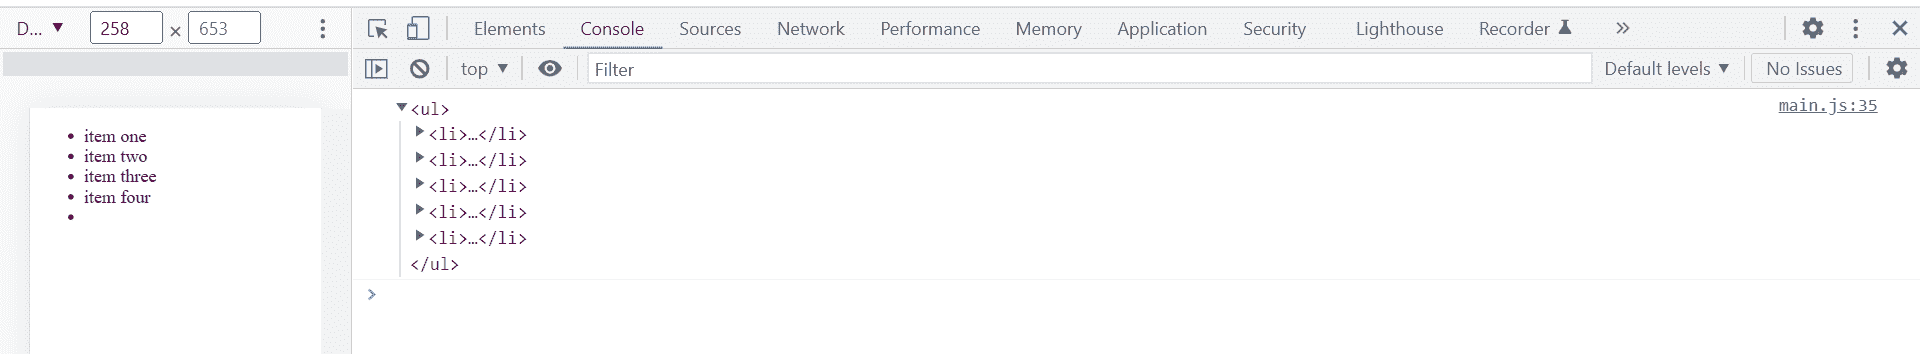 D... ▼ 258 × 653
Elements Console Sources Network Performance Memory Application Security Lighthouse Recorder »
top ▼ Filter Default levels ▼ No Issues
item one
item two
item three
item four
▼<ul> main.js:35
▶<li>…</li>
▶<li>…</li>
▶<li>…</li>
▶<li>…</li>
▶<li>…</li>
</ul>
>